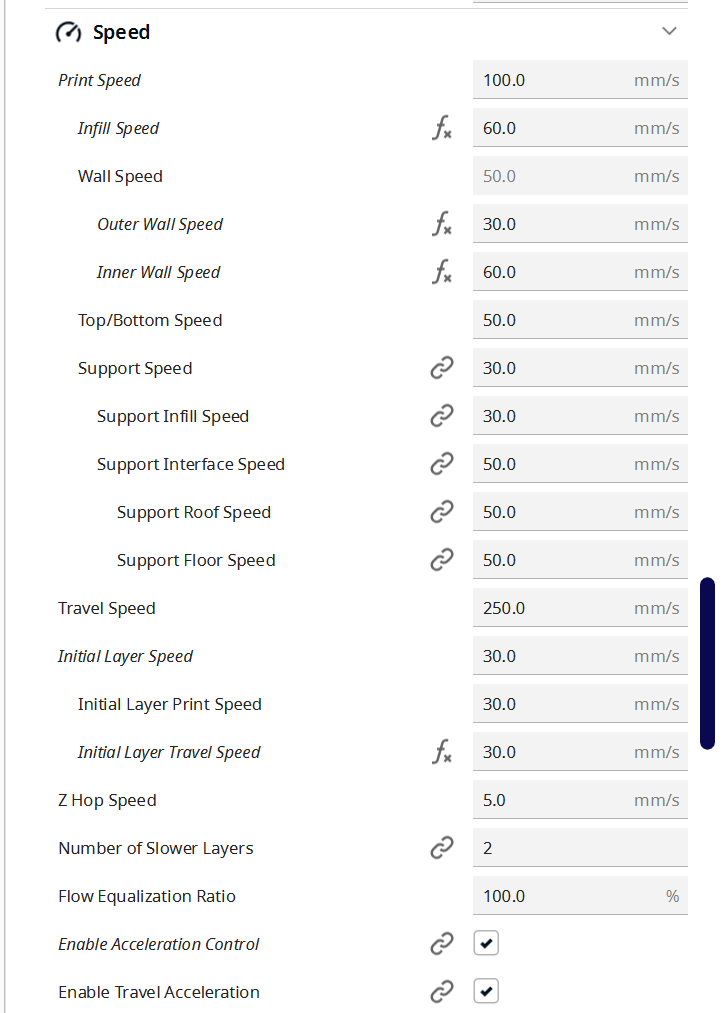 Speed
Print Speed 100.0 mm/s
Infill Speed 60.0 mm/s
Wall Speed 50.0 mm/s
Outer Wall Speed 30.0 mm/s
Inner Wall Speed 60.0 mm/s
Top/Bottom Speed 50.0 mm/s
Support Speed 30.0 mm/s
Support Infill Speed 30.0 mm/s
Support Interface Speed 50.0 mm/s
Support Roof Speed 50.0 mm/s
Support Floor Speed 50.0 mm/s
Travel Speed 250.0 mm/s
Initial Layer Speed 30.0 mm/s
Initial Layer Print Speed 30.0 mm/s
Initial Layer Travel Speed 30.0 mm/s
Z Hop Speed 5.0 mm/s
Number of Slower Layers 2
Flow Equalization Ratio 100.0 %
Enable Acceleration Control
Enable Travel Acceleration